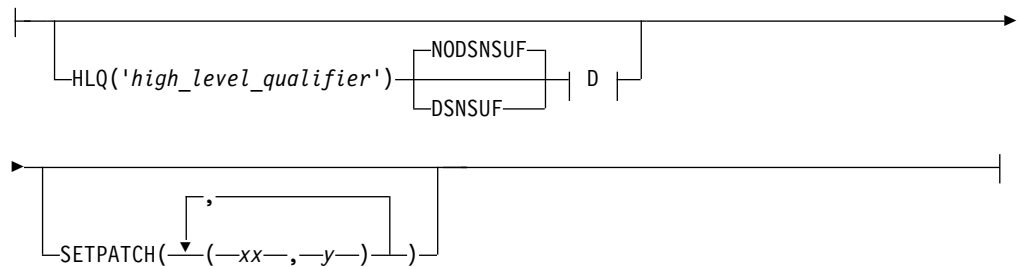 NODSNSUF
HLQ('high_level_qualifier') D
DSNSUF
,
SETPATCH( ( xx , y ) )